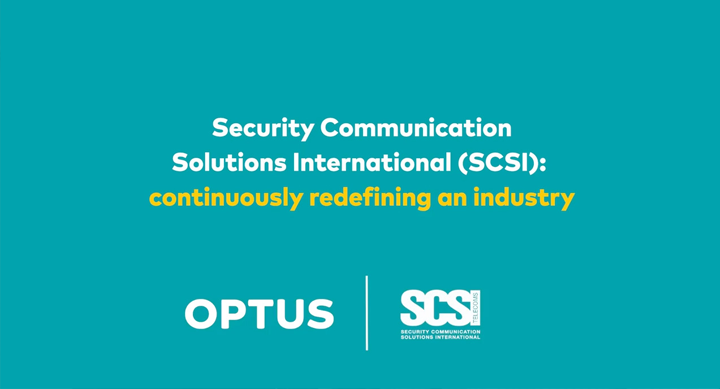 Security Communication
Solutions International (SCSI):
continuously redefining an industry
OPTUS
SCSI
TELECOMS
SECURITY COMMUNICATION
SOLUTIONS INTERNATIONAL